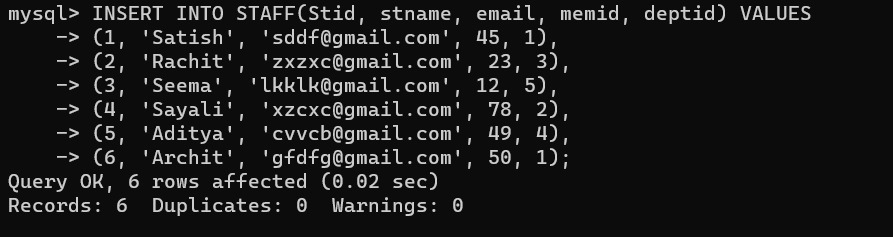 mysql> INSERT INTO STAFF(Stid, stname, email, memid, deptid) VALUES
    -> (1, 'Satish', 'sddf@gmail.com', 45, 1),
    -> (2, 'Rachit', 'zxzxc@gmail.com', 23, 3),
    -> (3, 'Seema', 'lkklk@gmail.com', 12, 5),
    -> (4, 'Sayali', 'xzcxc@gmail.com', 78, 2),
    -> (5, 'Aditya', 'cvvcb@gmail.com', 49, 4),
    -> (6, 'Archit', 'gfdfg@gmail.com', 50, 1);
Query OK, 6 rows affected (0.02 sec)
Records: 6  Duplicates: 0  Warnings: 0